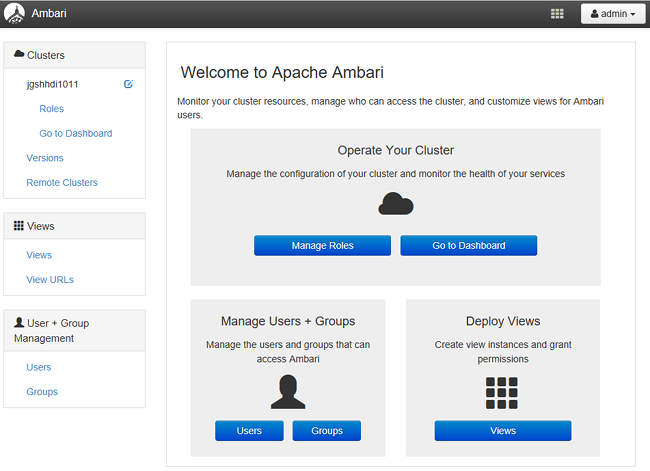 Ambari
admin
Clusters
jgshhdi1011
Roles
Go to Dashboard
Versions
Remote Clusters
Views
Views
View URLs
User + Group
Management
Users
Groups
Welcome to Apache Ambari
Monitor your cluster resources, manage who can access the cluster, and customize views for Ambari
users.
Operate Your Cluster
Manage the configuration of your cluster and monitor the health of your services
Manage Roles
Go to Dashboard
Manage Users + Groups
Manage the users and groups that can
access Ambari
Users
Groups
Deploy Views
Create view instances and grant
permissions
Views